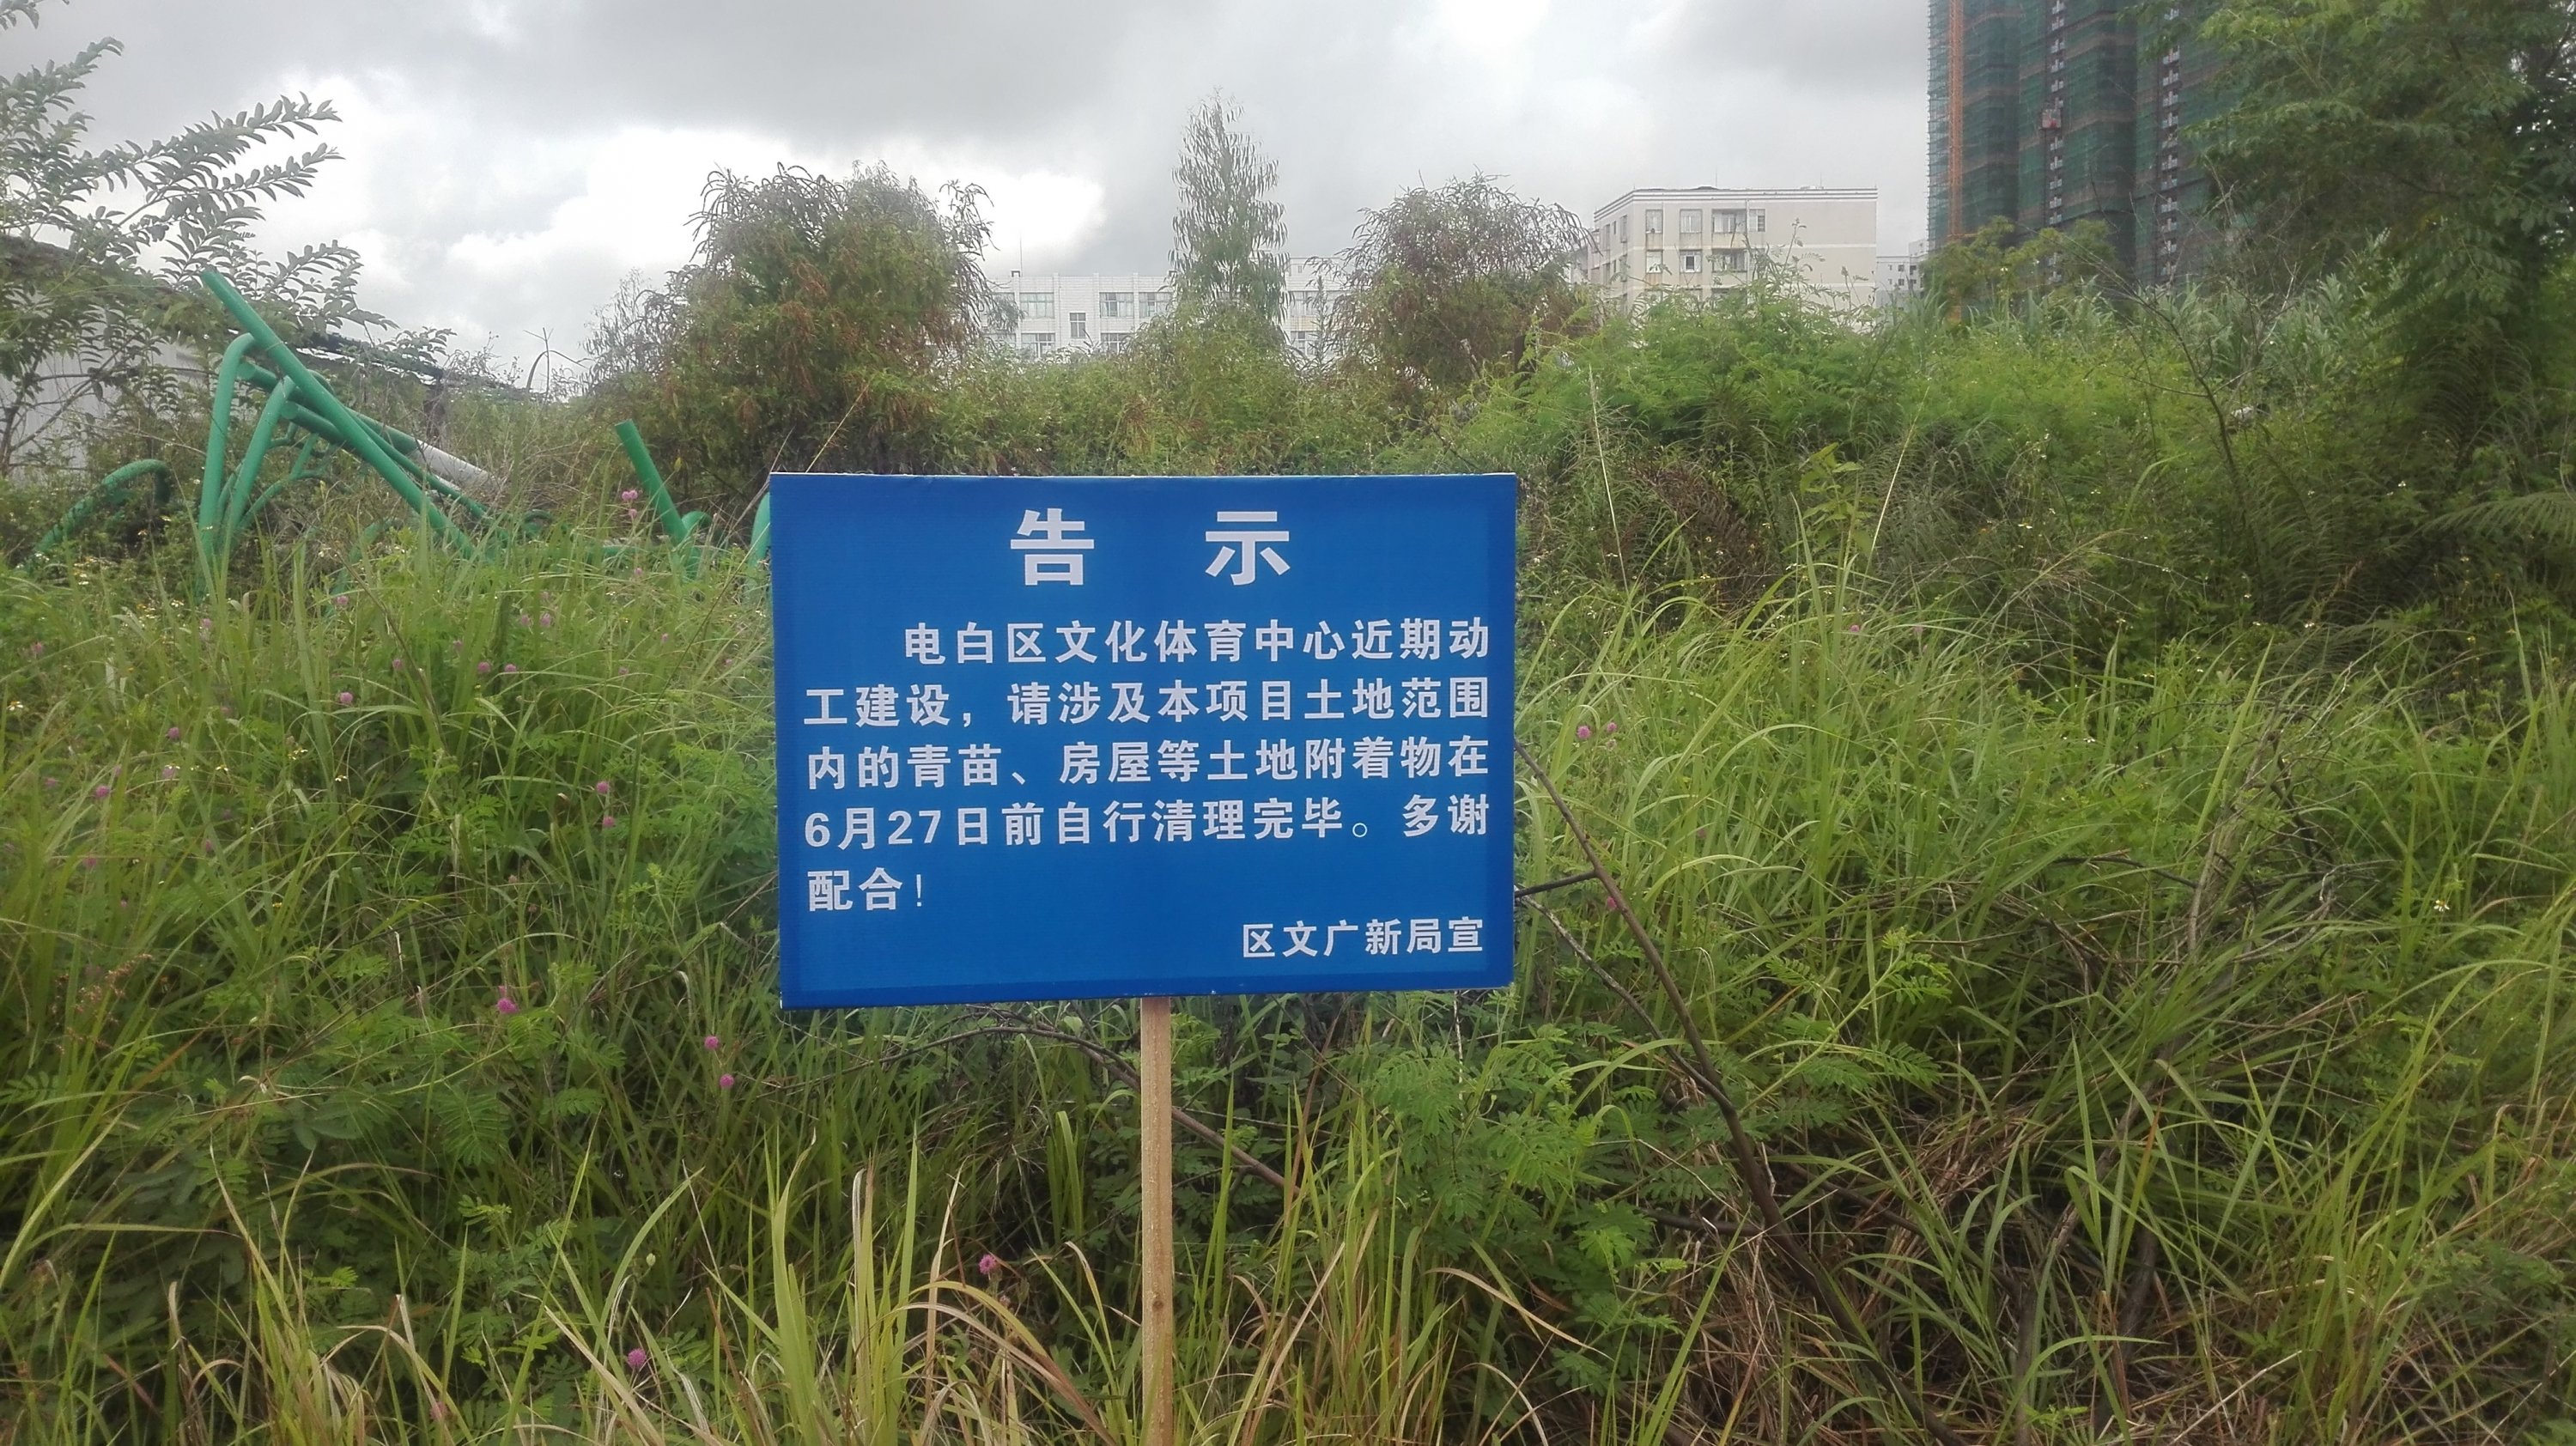 告 示
电白区文化体育中心近期动
工建设，请涉及本项目土地范围
内的青苗、房屋等土地附着物在
6月27日前自行清理完毕。多谢
配合！
区文广新局宣